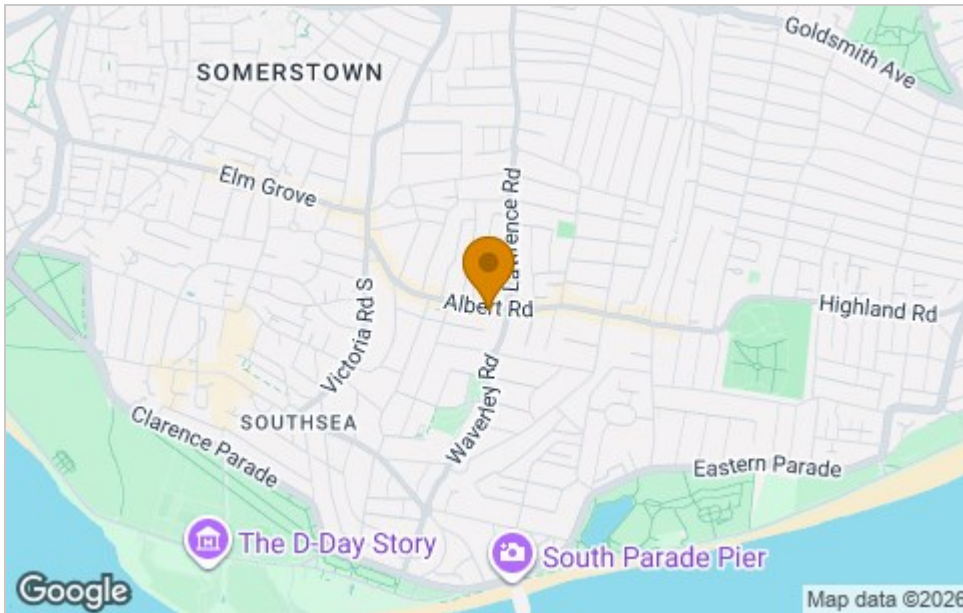 Goldsmith Ave
SOMERSTOWN
Elm Grove
Lawrence Rd
Albert Rd
Highland Rd
Victoria Rd S
Waverley Rd
SOUTHSEA
Clarence Parade
Eastern Parade
The D-Day Story
South Parade Pier
Google
Map data ©2026